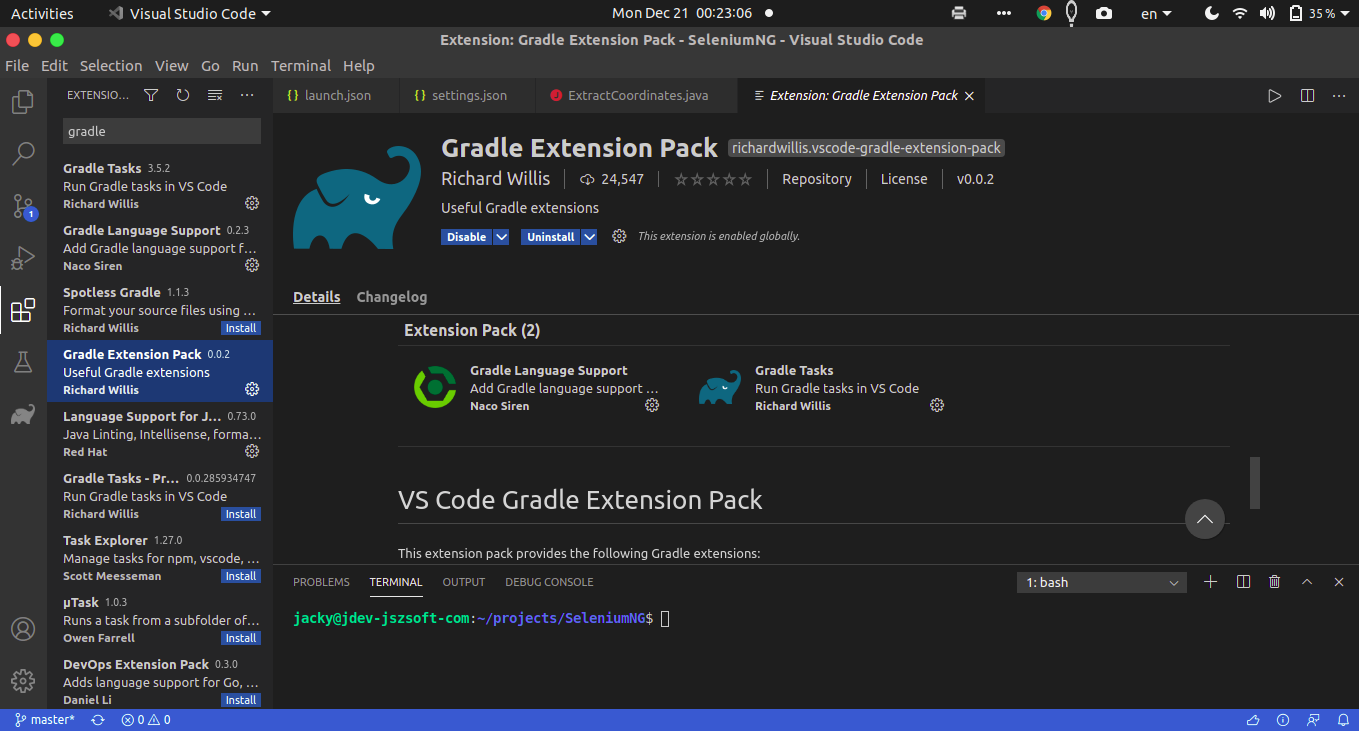 Activities Visual Studio Code Mon Dec 21 00:23:06 en 35 %
Extension: Gradle Extension Pack - SeleniumNG - Visual Studio Code
File Edit Selection View Go Run Terminal Help
EXTENSIO...
launch.json settings.json ExtractCoordinates.java Extension: Gradle Extension Pack
gradle
Gradle Tasks 3.5.2
Run Gradle tasks in VS Code
Richard Willis
Gradle Language Support 0.2.3
Add Gradle language support f...
Naco Siren
Spotless Gradle 1.1.3
Format your source files using ...
Richard Willis Install
Gradle Extension Pack 0.0.2
Useful Gradle extensions
Richard Willis
Language Support for J... 0.73.0
Java Linting, Intellisense, forma...
Red Hat
Gradle Tasks - Pr... 0.0.285934747
Run Gradle tasks in VS Code
Richard Willis Install
Task Explorer 1.27.0
Manage tasks for npm, vscode, ...
Scott Meesseman Install
µTask 1.0.3
Runs a task from a subfolder of...
Owen Farrell Install
DevOps Extension Pack 0.3.0
Adds language support for Go, ...
Daniel Li Install
1
Gradle Extension Pack richardwillis.vscode-gradle-extension-pack
Richard Willis 24,547 Repository License v0.0.2
Useful Gradle extensions
Disable Uninstall This extension is enabled globally.
Details Changelog
Extension Pack (2)
Gradle Language Support
Add Gradle language support ...
Naco Siren
Gradle Tasks
Run Gradle tasks in VS Code
Richard Willis
VS Code Gradle Extension Pack
This extension pack provides the following Gradle extensions:
PROBLEMS TERMINAL OUTPUT DEBUG CONSOLE 1: bash
jacky@jdev-jszsoft-com:~/projects/SeleniumNG$
master* 0 0